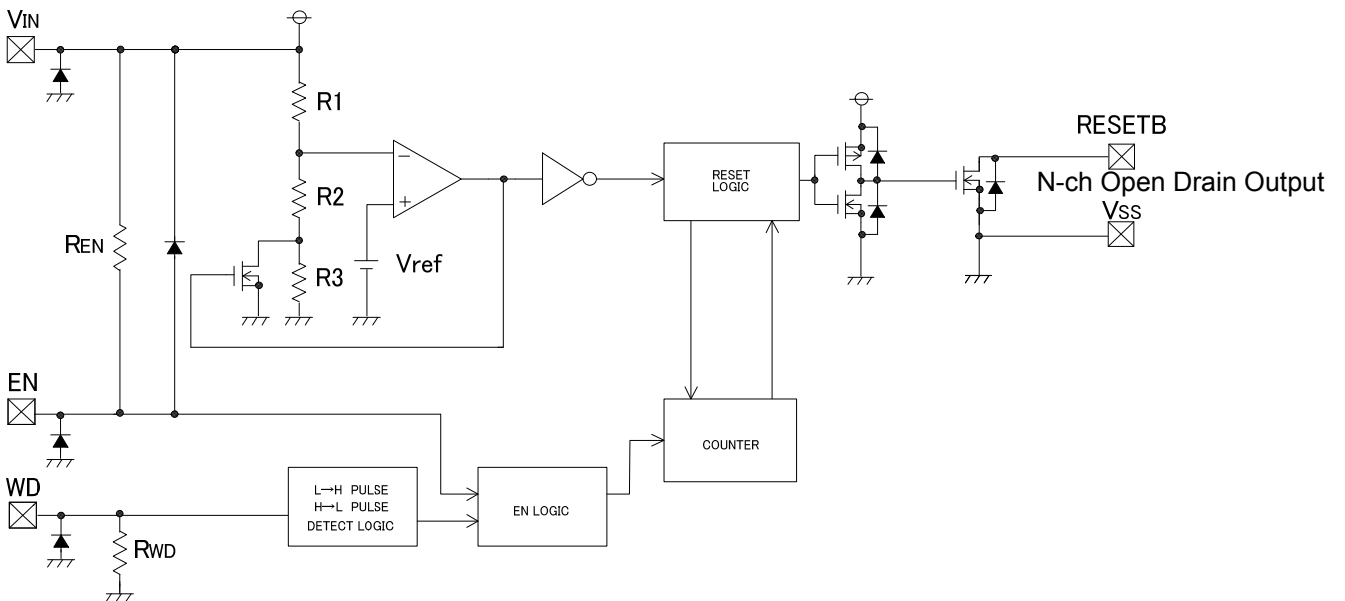 VIN
R1
RESETB
RESET
LOGIC
N-ch Open Drain Output
R2
VSS
REN
R3
Vref
EN
COUNTER
WD
L→H PULSE
H→L PULSE
DETECT LOGIC
EN LOGIC
RWD